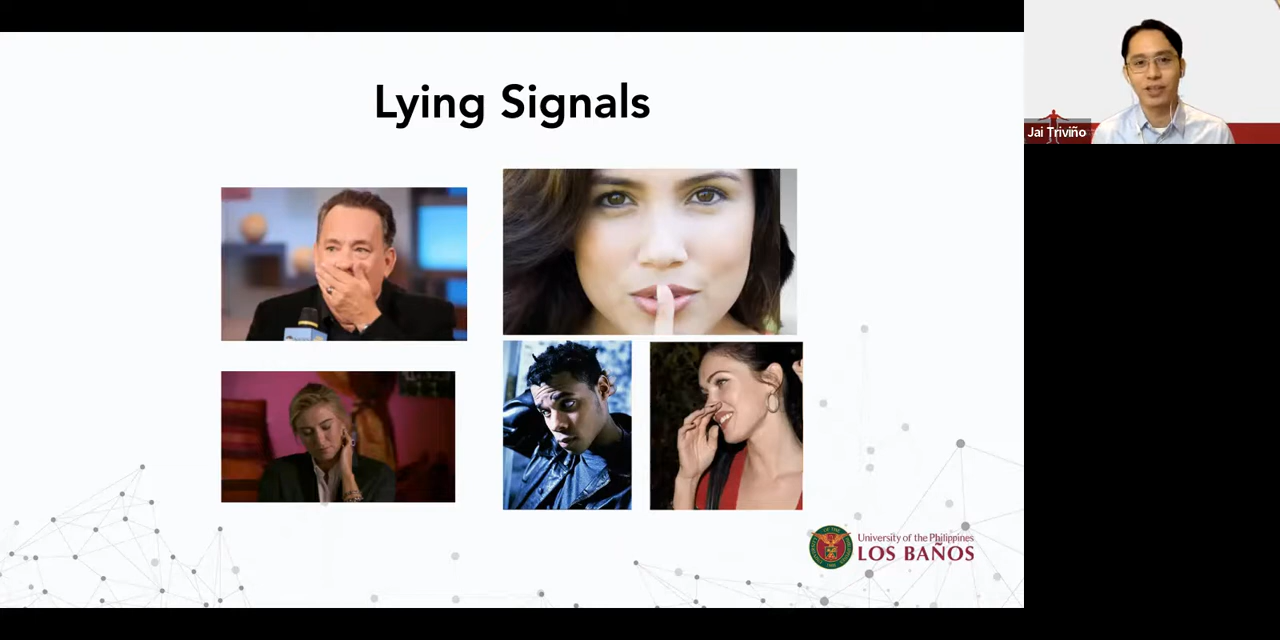 Lying Signals
Jai Triviño
University of the Philippines
LOS BAÑOS